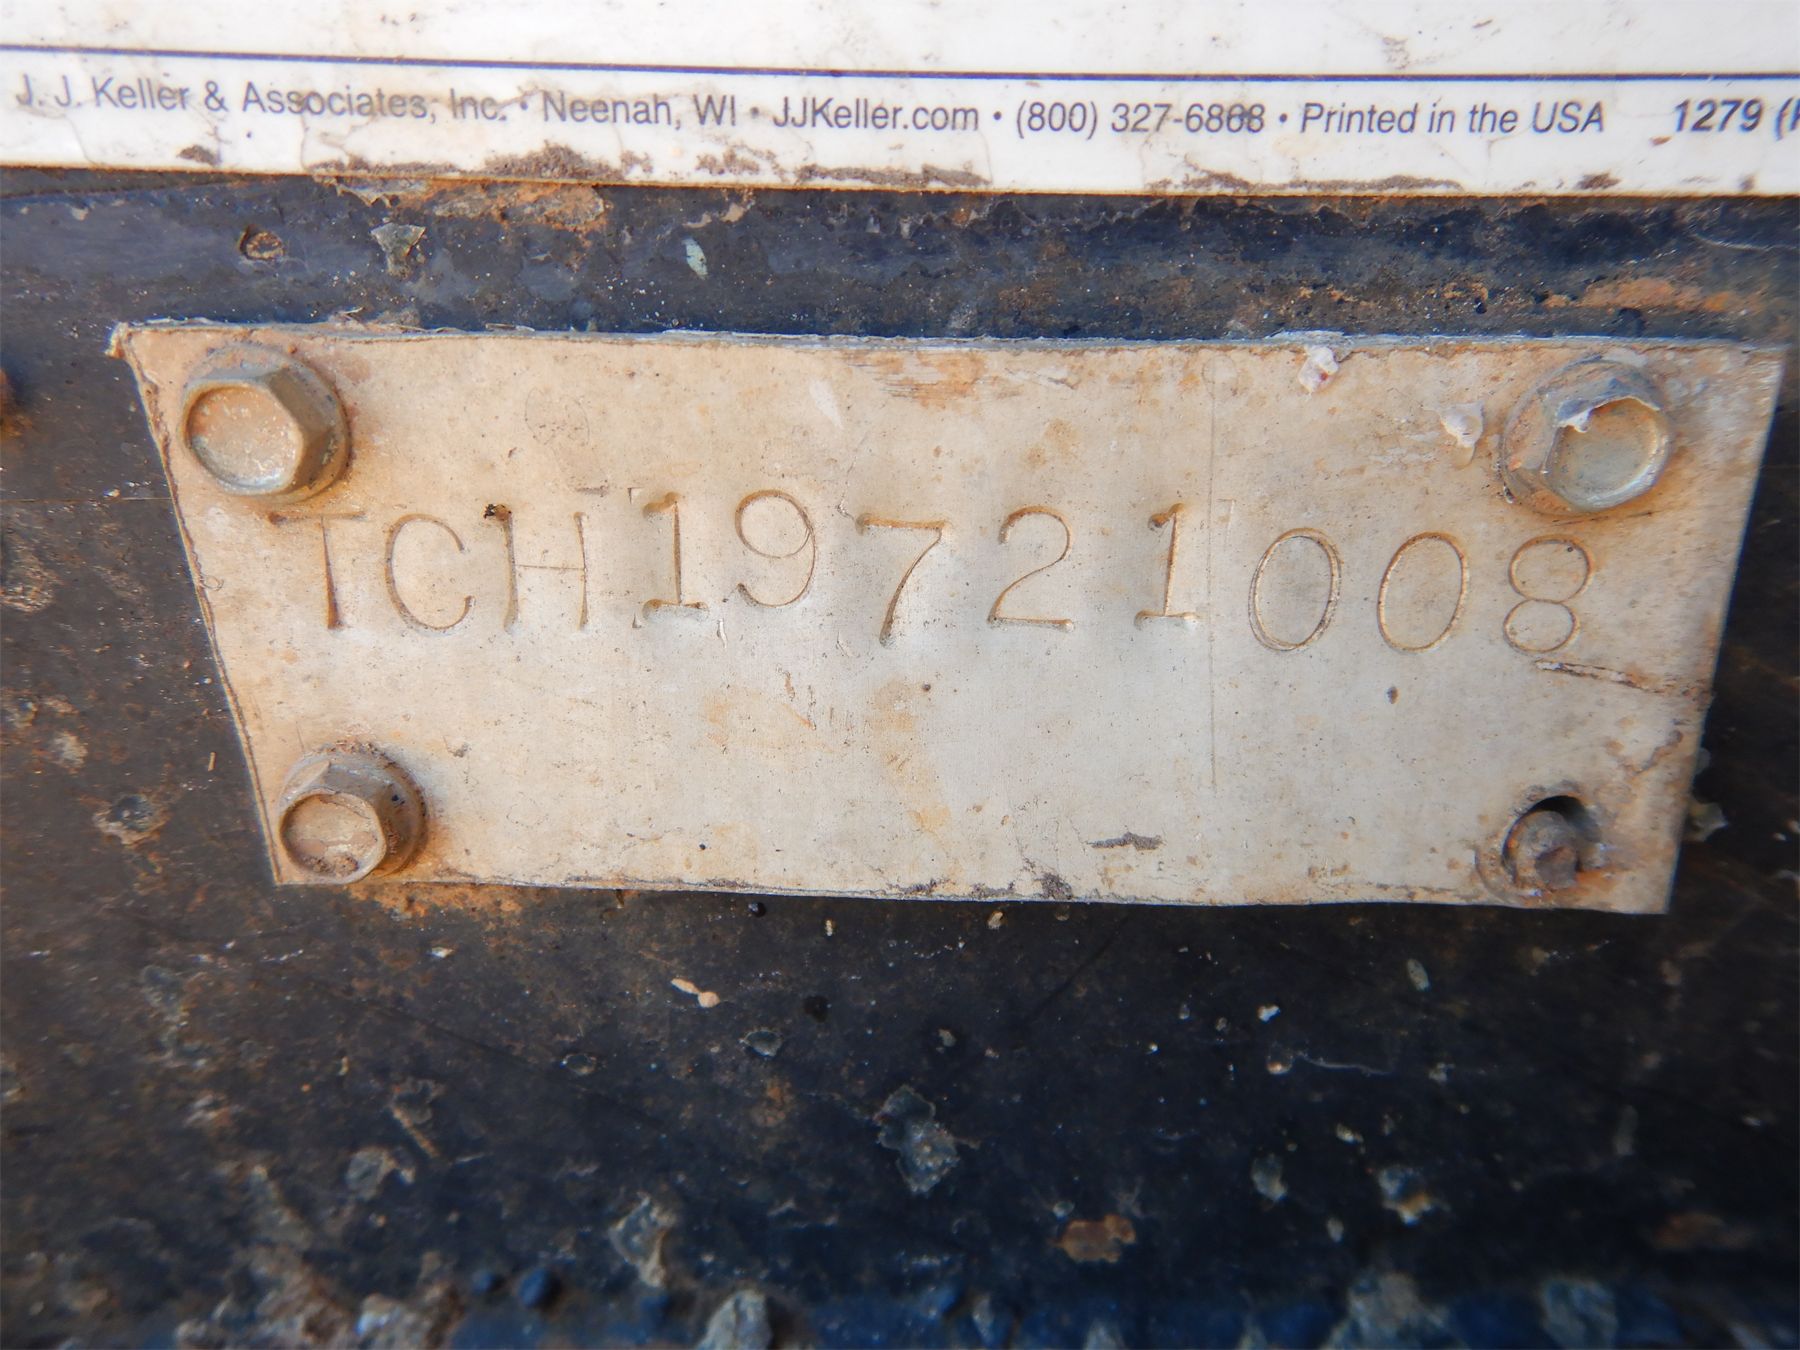 J. J. Keller & Associates, Inc. • Neenah, WI • JJKeller.com • (800) 327-6868 • Printed in the USA 1279
TCH19721008